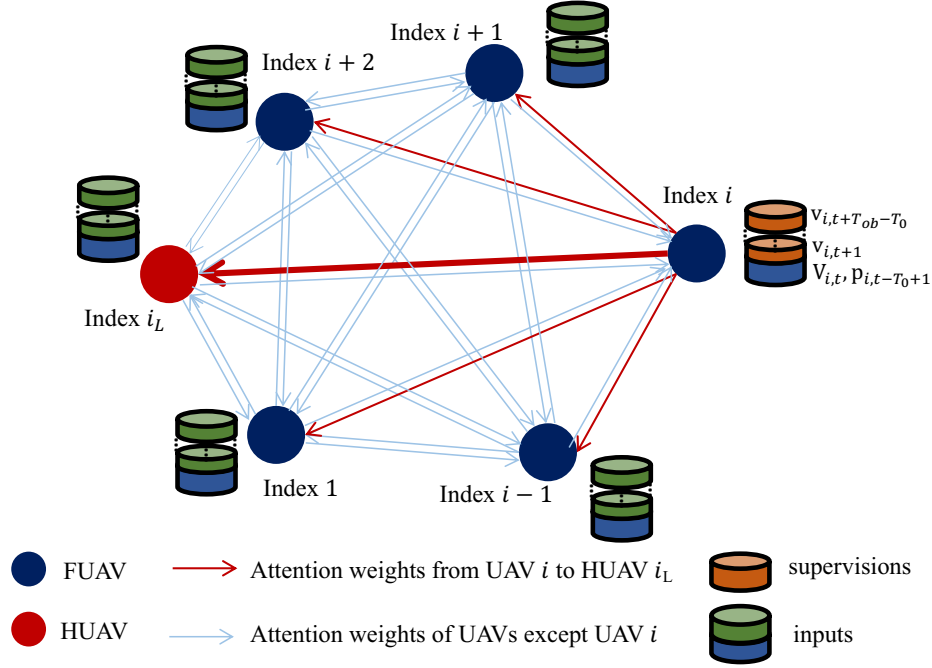 Index i + 1
Index i + 2
Index i
v_{i,t+T_{ob}−T_0}
v_{i,t+1}
V_{i,t}, p_{i,t−T_0+1}
Index i_L
Index 1
Index i − 1
FUAV
Attention weights from UAV i to HUAV i_L
supervisions
HUAV
Attention weights of UAVs except UAV i
inputs